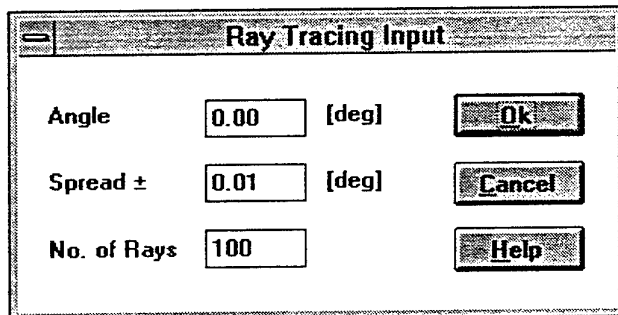 Ray Tracing Input
Angle 0.00 [deg] Ok
Spread ± 0.01 [deg] Cancel
No. of Rays 100 Help